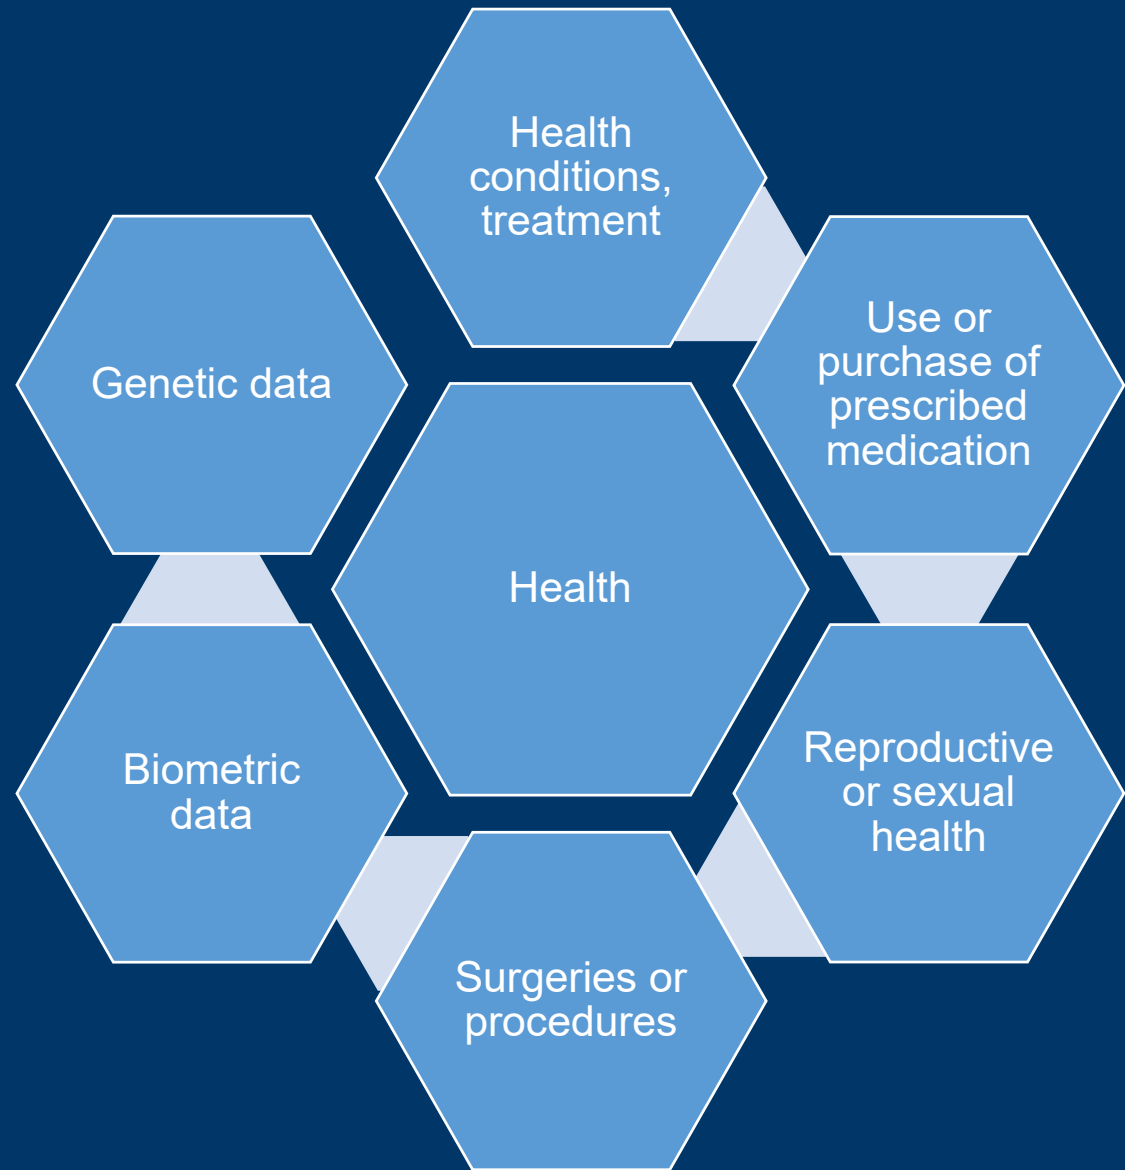 Health
conditions,
treatment
Use or
purchase of
prescribed
medication
Genetic data
Health
Reproductive
or sexual
health
Biometric
data
Surgeries or
procedures